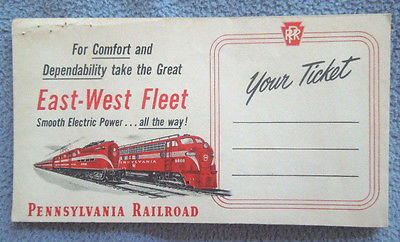 For Comfort and
Dependability take the Great
East-West Fleet
Smooth Electric Power... all the way!
PENNSYLVANIA
PENNSYLVANIA RAILROAD
PRR
Your Ticket